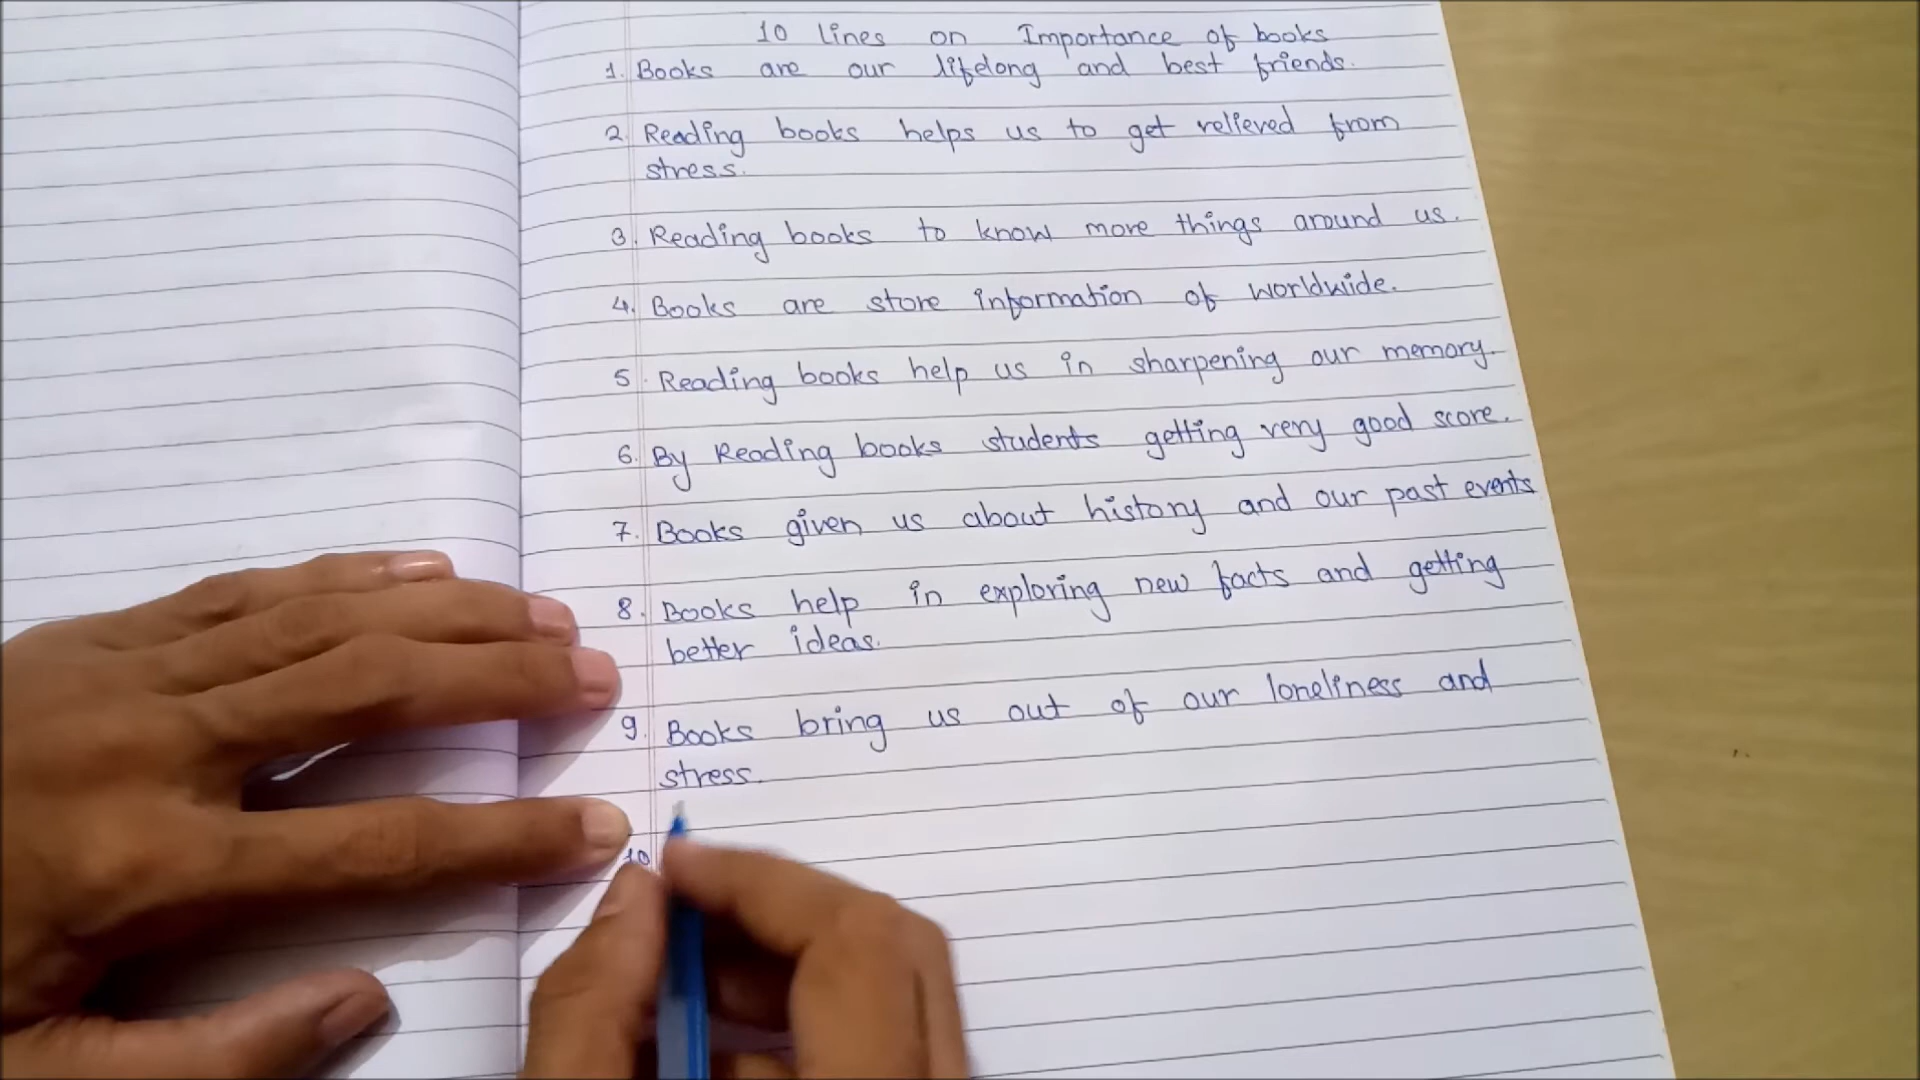 10 lines on Importance of books
1. Books are our lifelong and best friends.
2. Reading books helps us to get relieved from
stress.
3. Reading books to know more things around us.
4. Books are store information of worldwide.
5. Reading books help us in sharpening our memory.
6. By Reading books students getting very good score.
7. Books given us about history and our past events
8. Books help in exploring new facts and getting
better ideas.
9. Books bring us out of our loneliness and
stress.
10